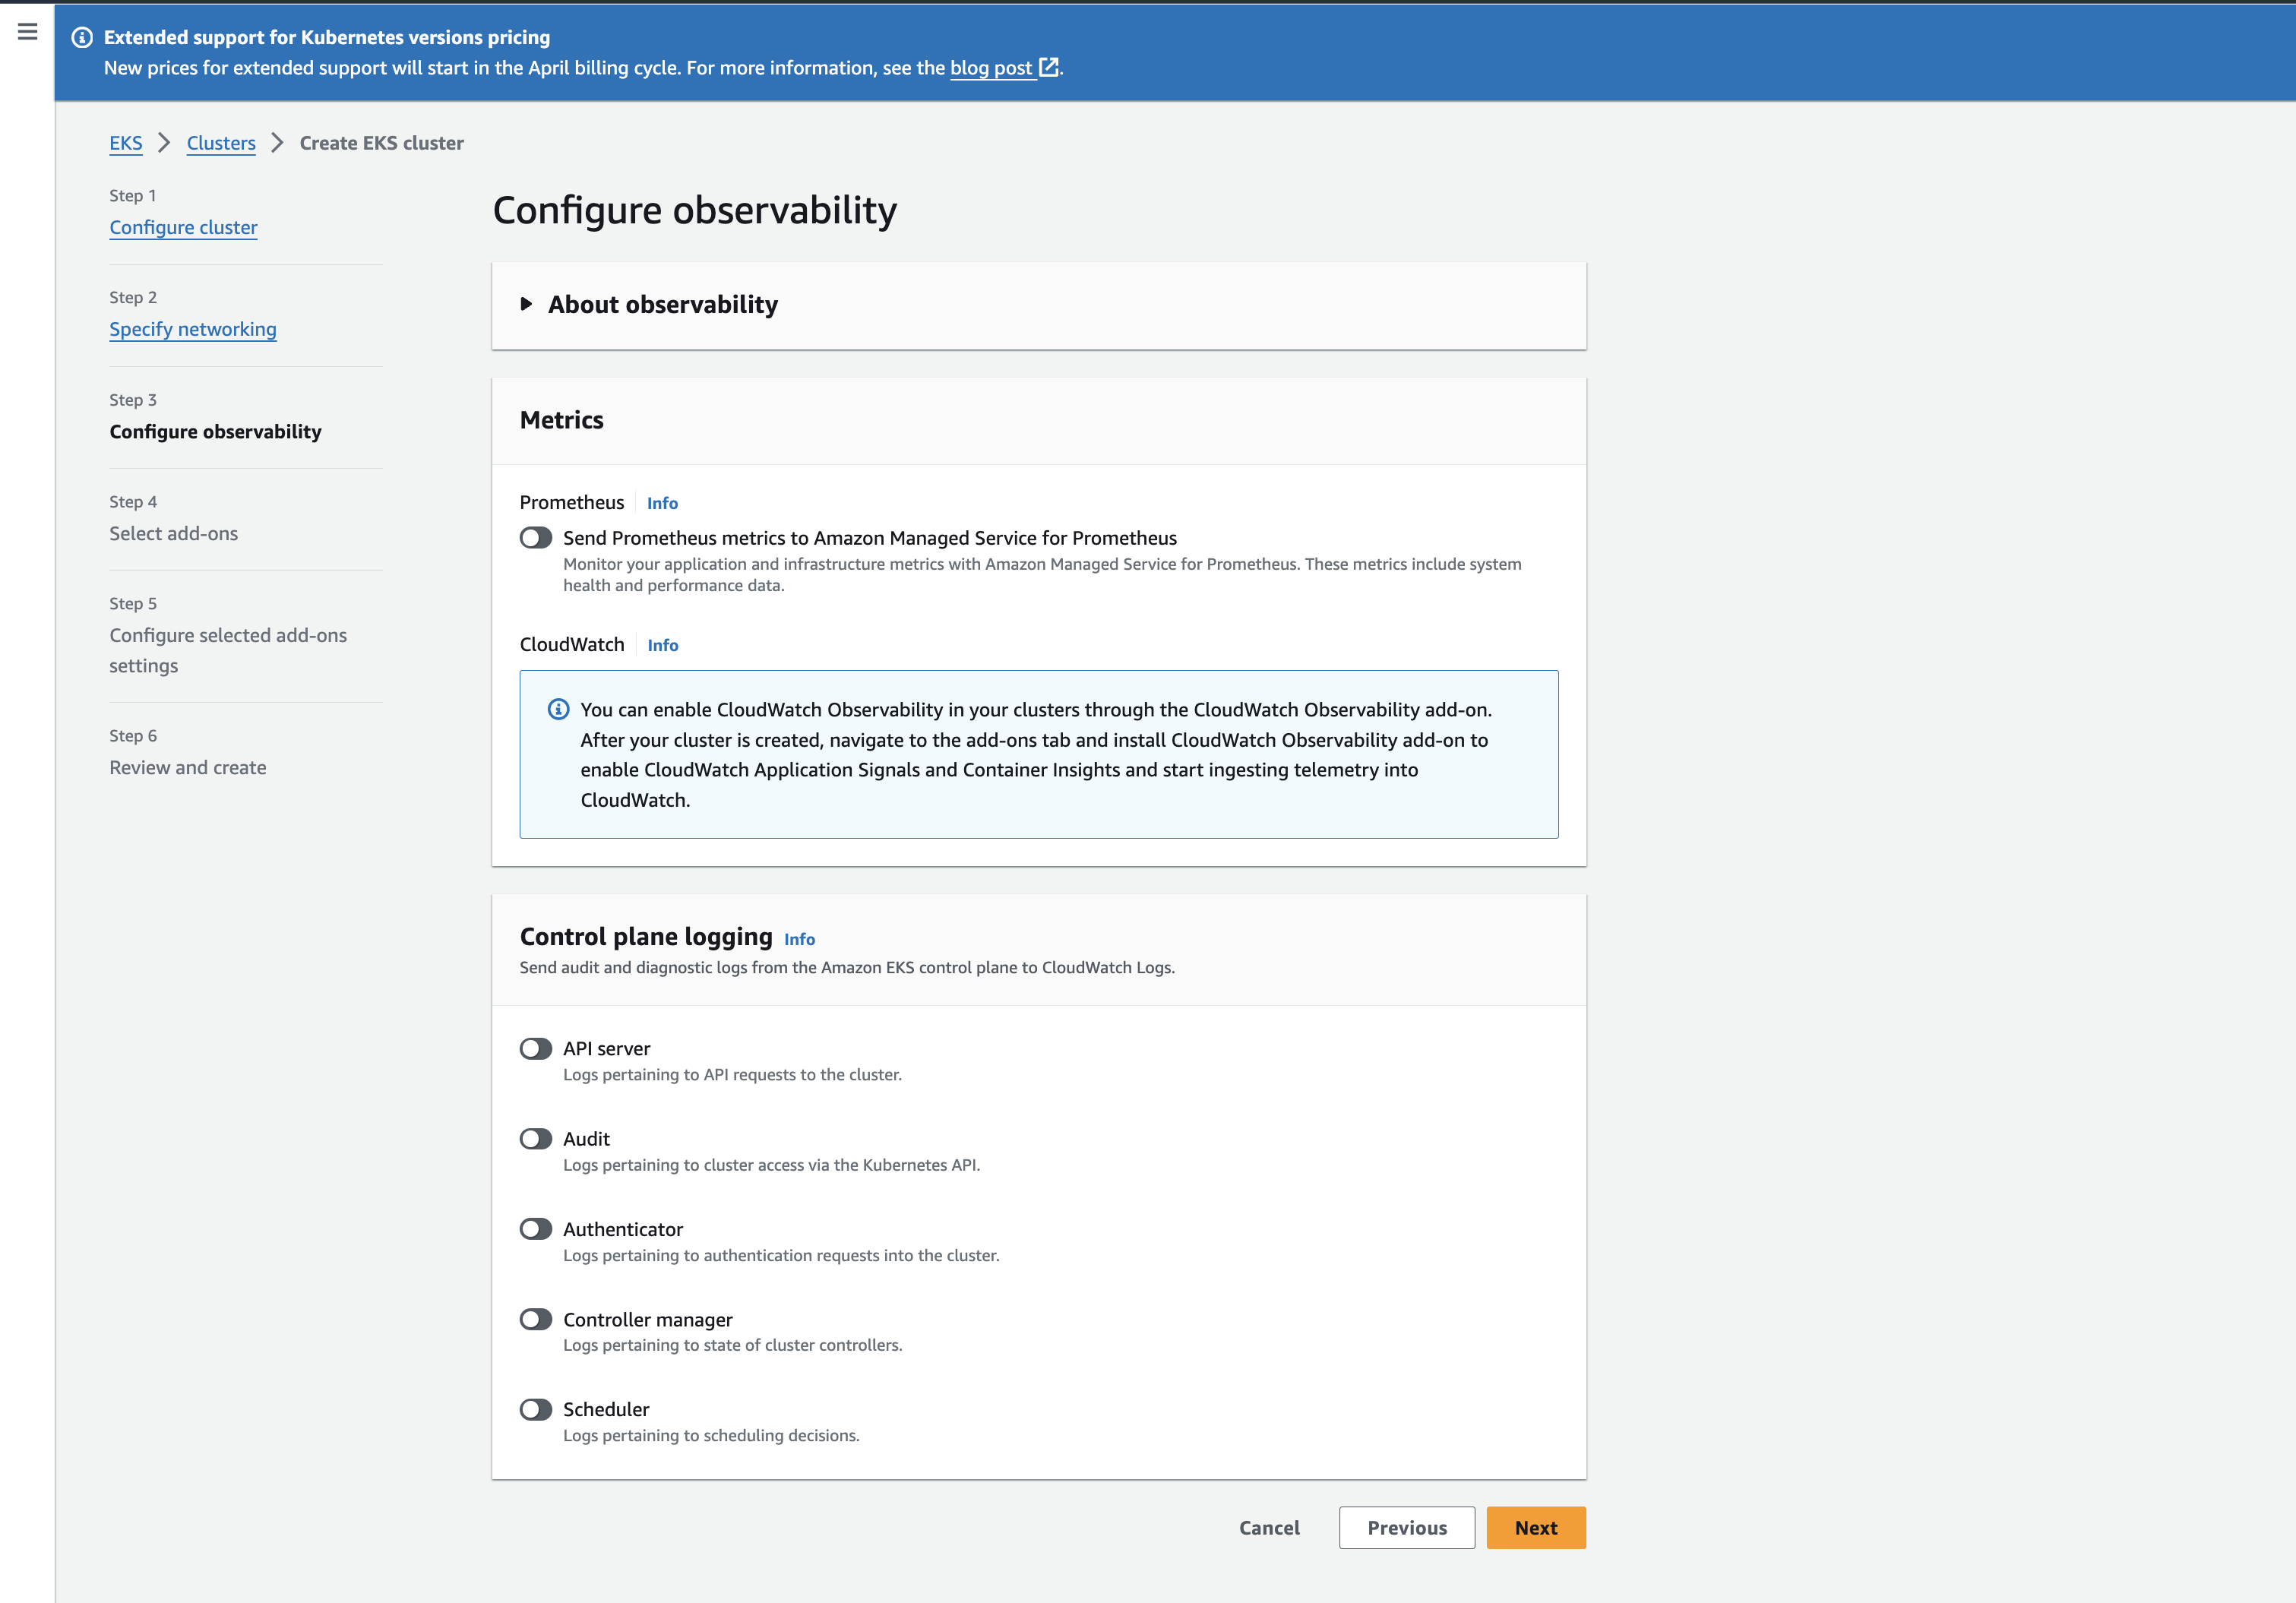 Extended support for Kubernetes versions pricing
New prices for extended support will start in the April billing cycle. For more information, see the blog post.
EKS > Clusters > Create EKS cluster
Step 1
Configure cluster
Step 2
Specify networking
Step 3
Configure observability
Step 4
Select add-ons
Step 5
Configure selected add-ons
settings
Step 6
Review and create
Configure observability
About observability
Metrics
Prometheus Info
Send Prometheus metrics to Amazon Managed Service for Prometheus
Monitor your application and infrastructure metrics with Amazon Managed Service for Prometheus. These metrics include system
health and performance data.
CloudWatch Info
You can enable CloudWatch Observability in your clusters through the CloudWatch Observability add-on.
After your cluster is created, navigate to the add-ons tab and install CloudWatch Observability add-on to
enable CloudWatch Application Signals and Container Insights and start ingesting telemetry into
CloudWatch.
Control plane logging Info
Send audit and diagnostic logs from the Amazon EKS control plane to CloudWatch Logs.
API server
Logs pertaining to API requests to the cluster.
Audit
Logs pertaining to cluster access via the Kubernetes API.
Authenticator
Logs pertaining to authentication requests into the cluster.
Controller manager
Logs pertaining to state of cluster controllers.
Scheduler
Logs pertaining to scheduling decisions.
Cancel Previous Next